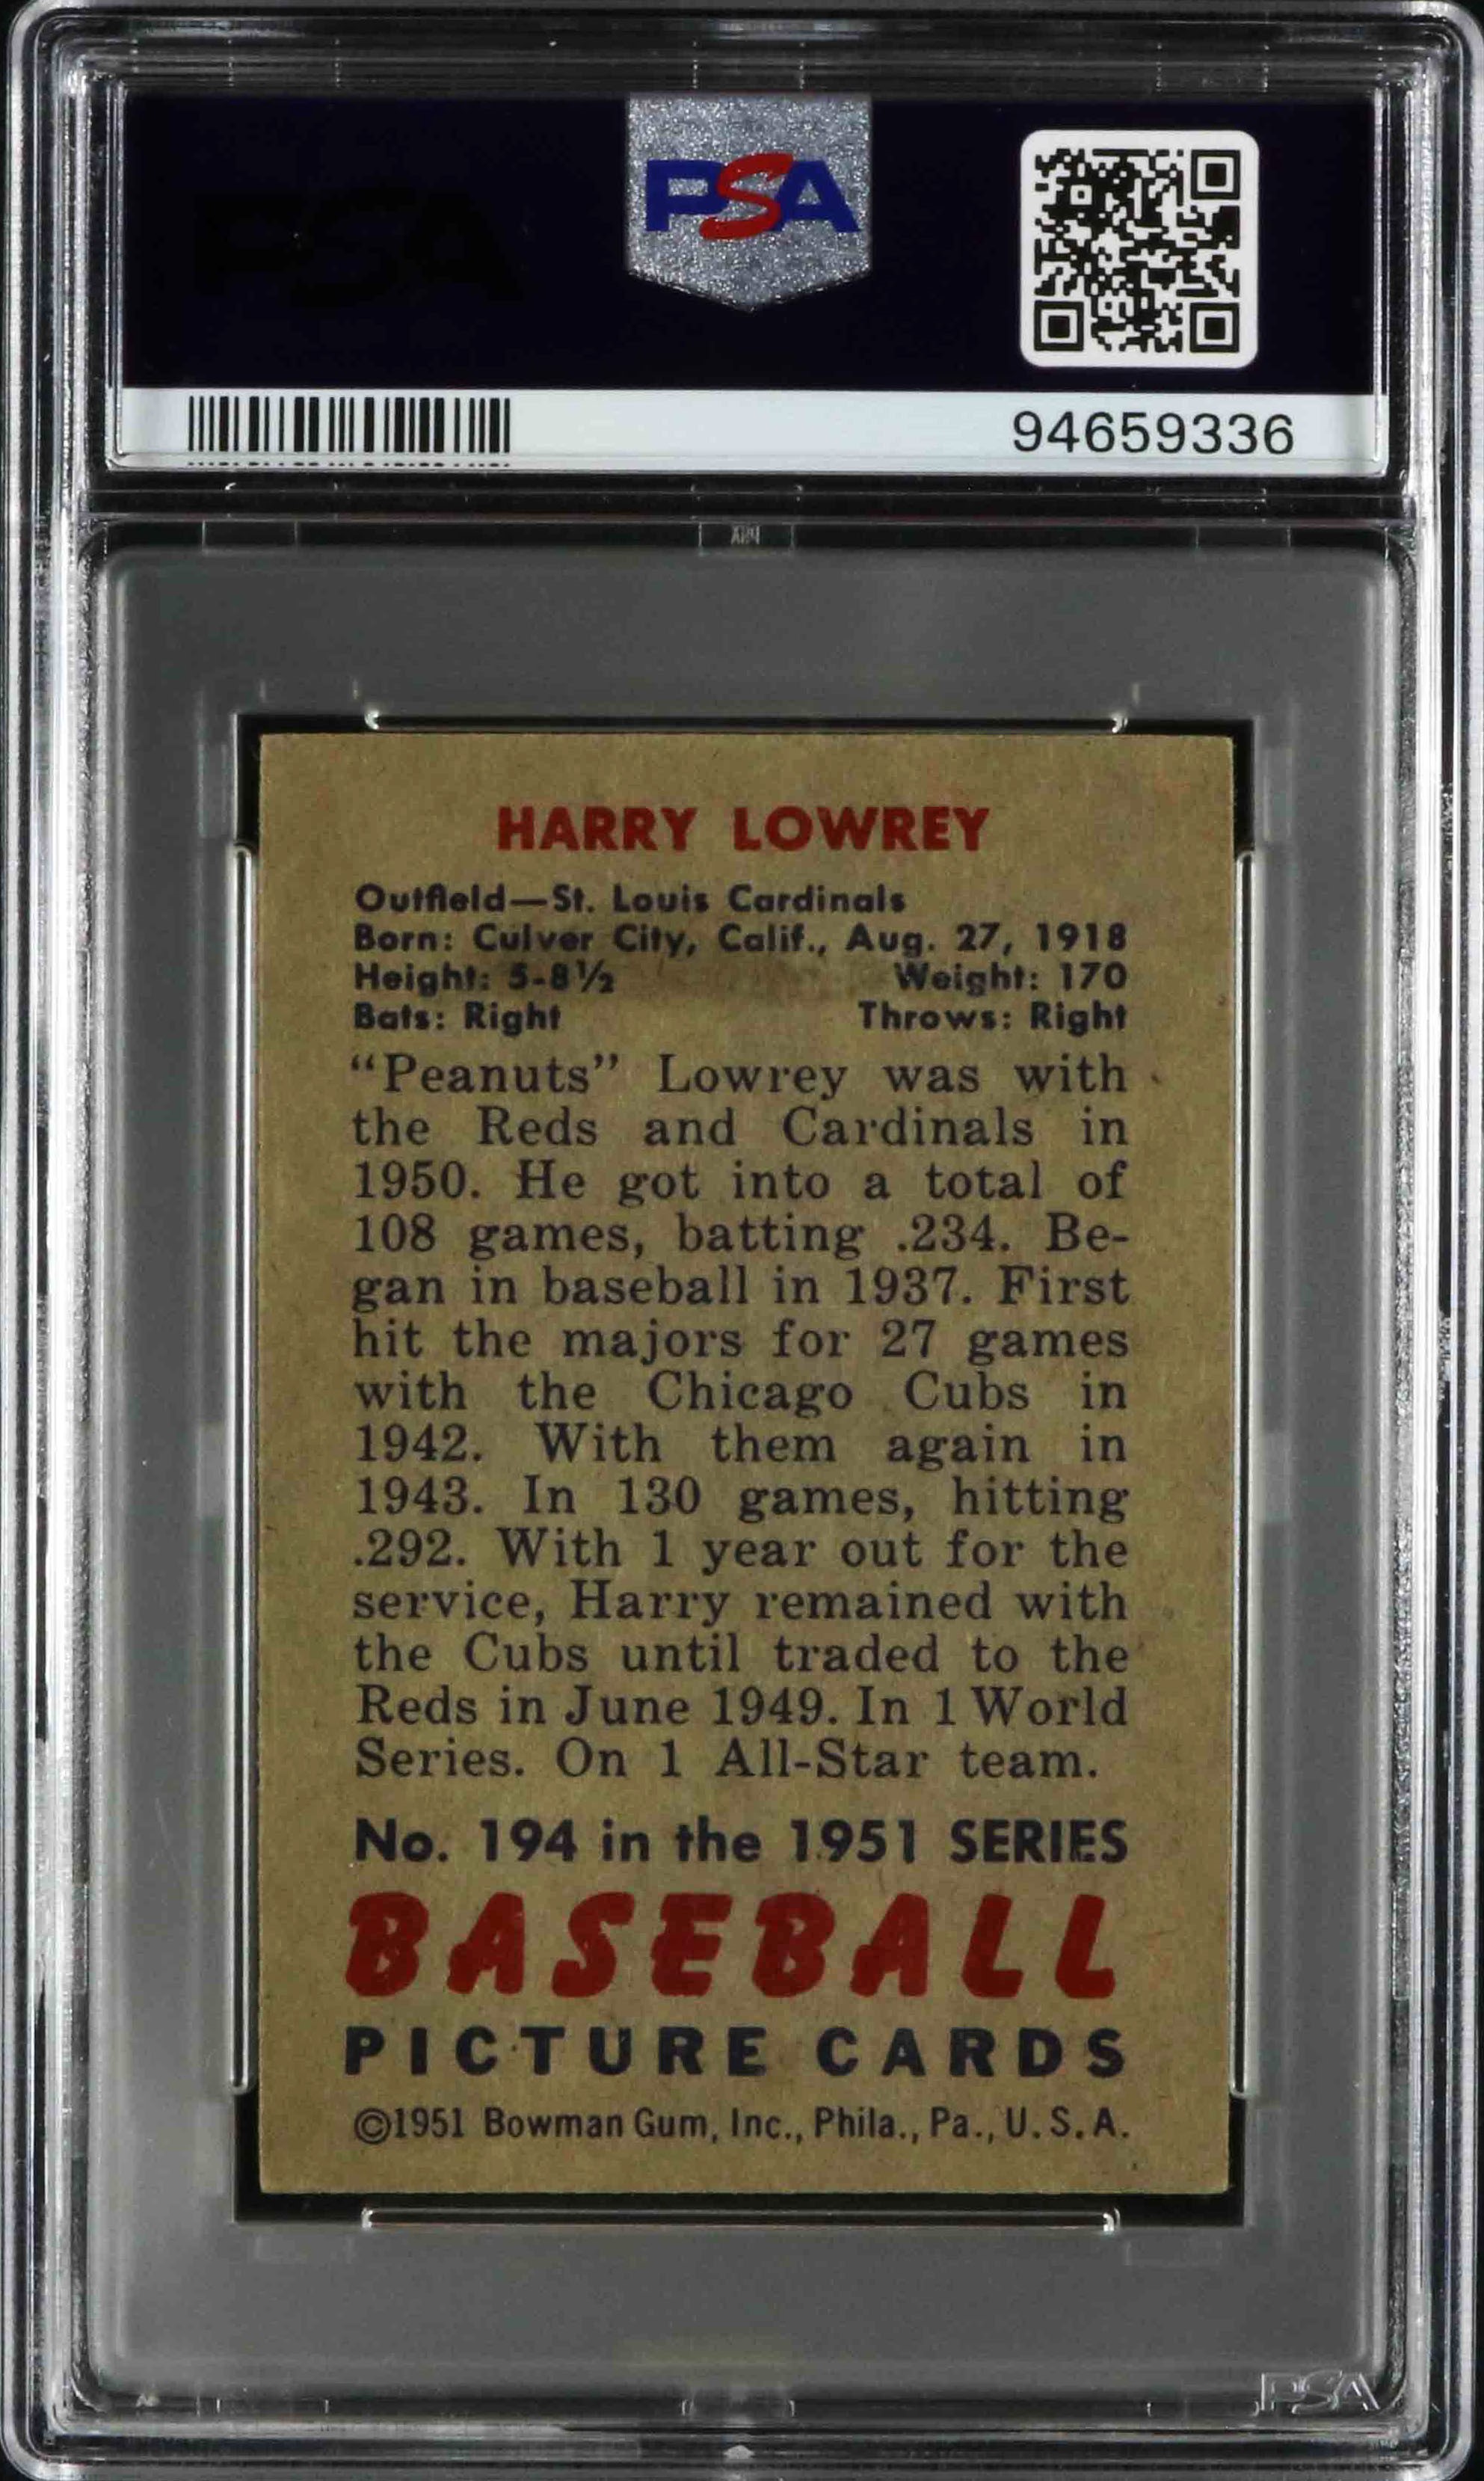 PSA
94659336
HARRY LOWREY
Outfield—St. Louis Cardinals
Born: Culver City, Calif., Aug. 27, 1918
Height: 5-8½ Weight: 170
Bats: Right Throws: Right
“Peanuts” Lowrey was with
the Reds and Cardinals in
1950. He got into a total of
108 games, batting .234. Be-
gan in baseball in 1937. First
hit the majors for 27 games
with the Chicago Cubs in
1942. With them again in
1943. In 130 games, hitting
.292. With 1 year out for the
service, Harry remained with
the Cubs until traded to the
Reds in June 1949. In 1 World
Series. On 1 All-Star team.
No. 194 in the 1951 SERIES
BASEBALL
PICTURE CARDS
©1951 Bowman Gum, Inc., Phila., Pa., U.S.A.
PSA